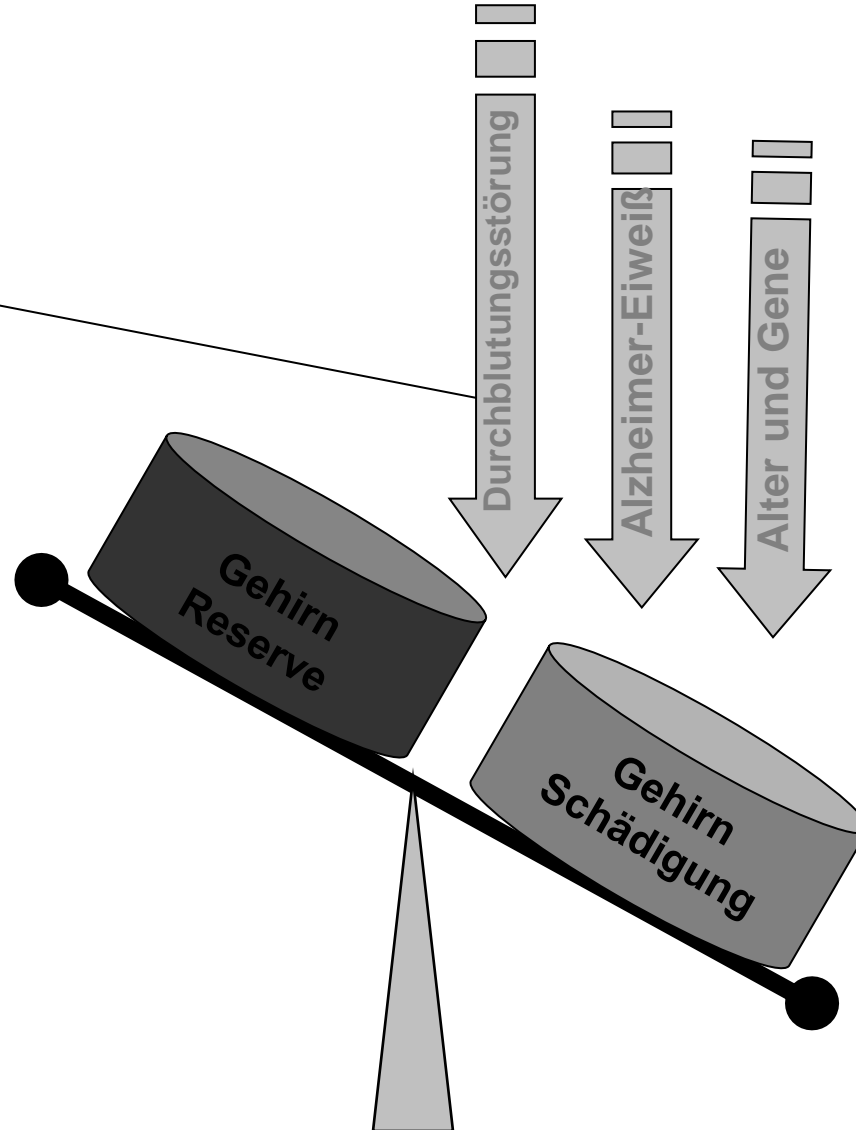 Durchblutungsstörung
Alzheimer-Eiweiß
Alter und Gene
Gehirn
Reserve
Gehirn
Schädigung